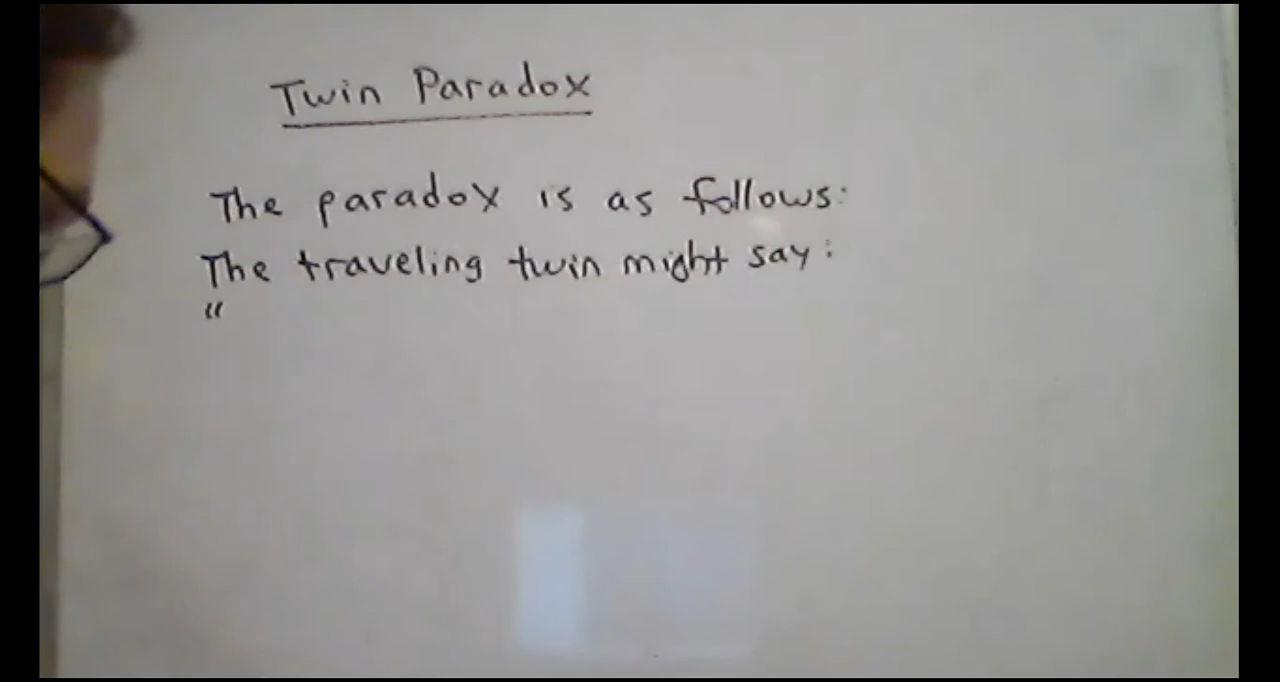 Twin Paradox
The paradox is as follows:
The traveling twin might say:
"